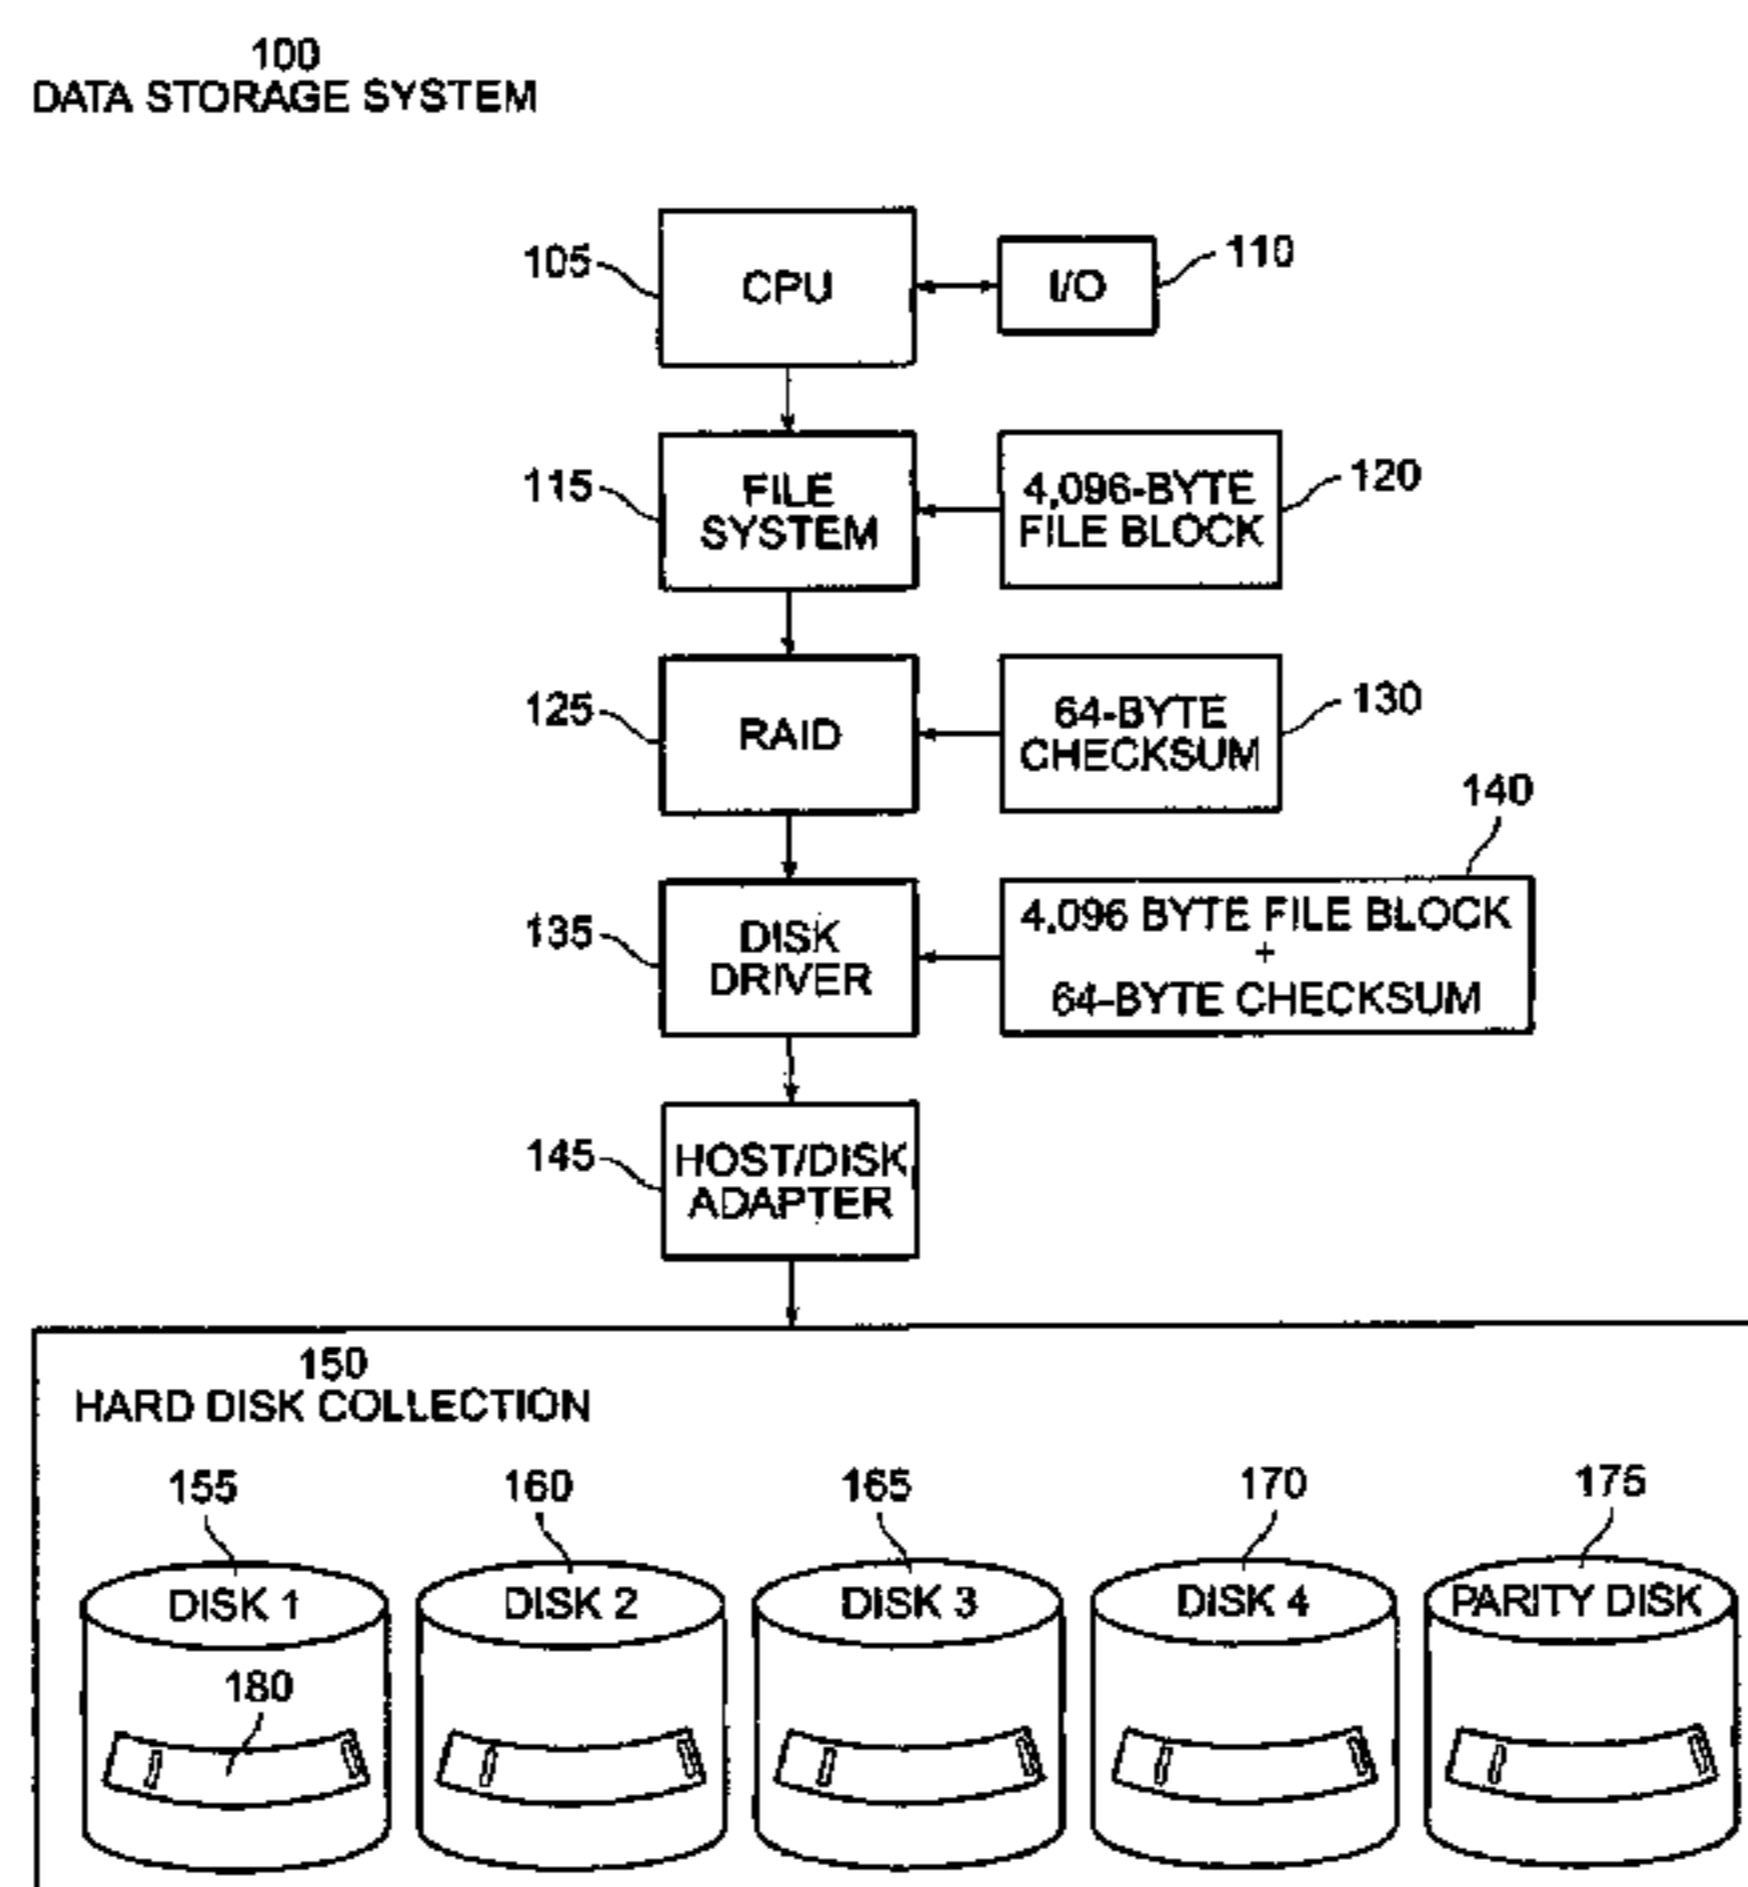 100
DATA STORAGE SYSTEM
105
CPU
I/O
110
115
FILE
SYSTEM
4,096-BYTE
FILE BLOCK
120
125
RAID
64-BYTE
CHECKSUM
130
140
135
DISK
DRIVER
4,096 BYTE FILE BLOCK
+
64-BYTE CHECKSUM
145
HOST/DISK
ADAPTER
150
HARD DISK COLLECTION
155
160
165
170
175
DISK 1
DISK 2
DISK 3
DISK 4
PARITY DISK
180